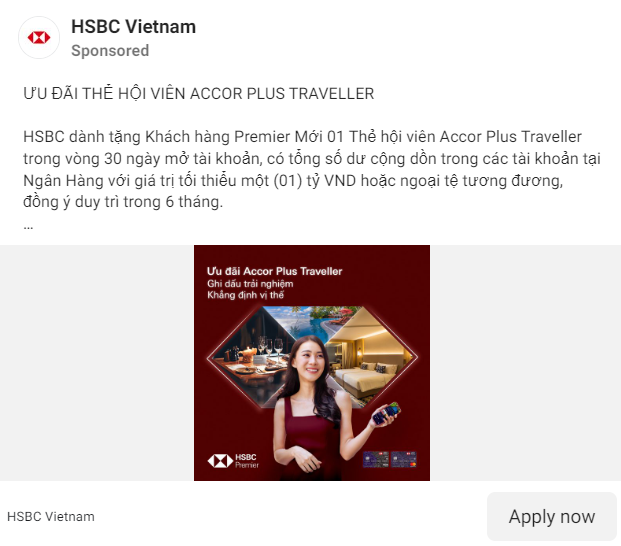 HSBC Vietnam
Sponsored
ƯU ĐÃI THẺ HỘI VIÊN ACCOR PLUS TRAVELLER
HSBC dành tặng Khách hàng Premier Mới 01 Thẻ hội viên Accor Plus Traveller
trong vòng 30 ngày mở tài khoản, có tổng số dư cộng dồn trong các tài khoản tại
Ngân Hàng với giá trị tối thiểu một (01) tỷ VND hoặc ngoại tệ tương đương,
đồng ý duy trì trong 6 tháng.
...
Ưu đãi Accor Plus Traveller
Ghi dấu trải nghiệm
Khẳng định vị thế
HSBC
Premier
HSBC Vietnam
Apply now